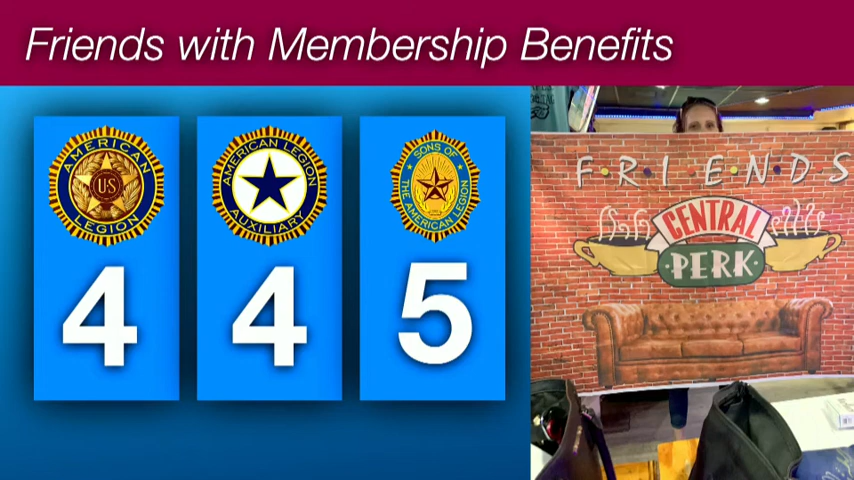 Friends with Membership Benefits
AMERICAN
U S
LEGION
AMERICAN LEGION
AUXILIARY
SONS OF
THE AMERICAN LEGION
4
4
5
F·R·I·E·N·D·S
CENTRAL
PERK